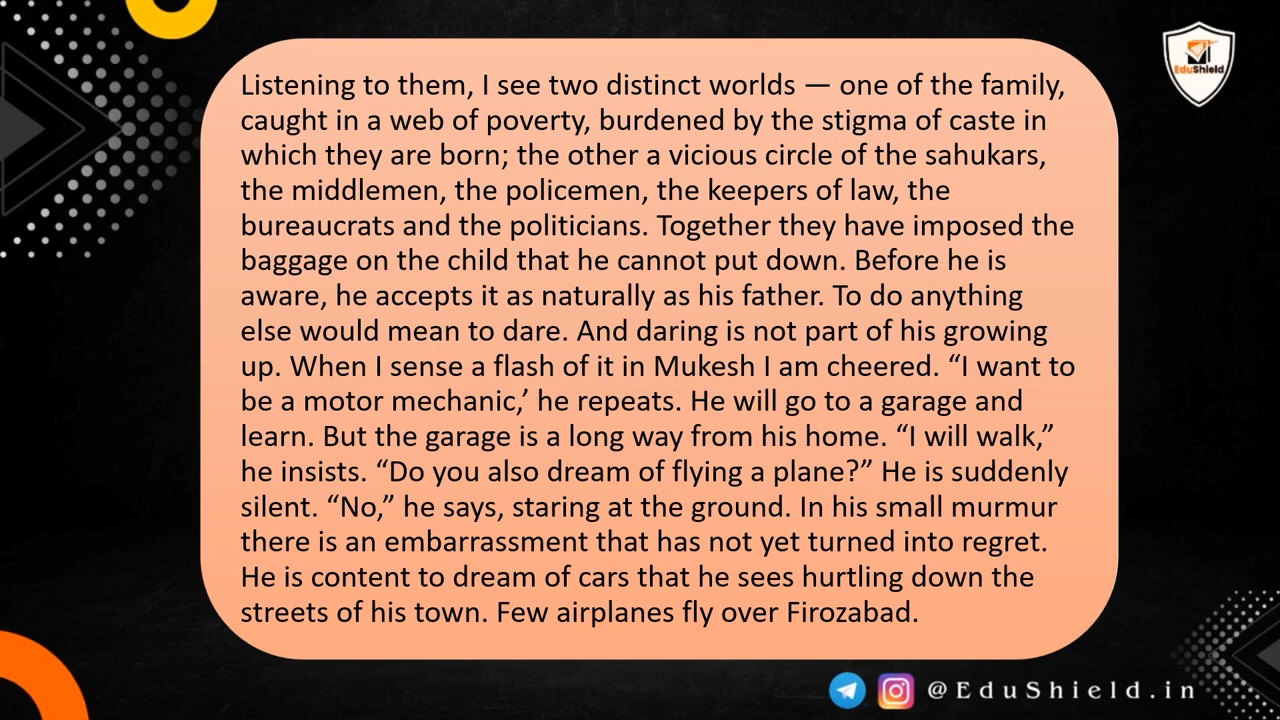 EduShield
Listening to them, I see two distinct worlds — one of the family,
caught in a web of poverty, burdened by the stigma of caste in
which they are born; the other a vicious circle of the sahukars,
the middlemen, the policemen, the keepers of law, the
bureaucrats and the politicians. Together they have imposed the
baggage on the child that he cannot put down. Before he is
aware, he accepts it as naturally as his father. To do anything
else would mean to dare. And daring is not part of his growing
up. When I sense a flash of it in Mukesh I am cheered. “I want to
be a motor mechanic,’ he repeats. He will go to a garage and
learn. But the garage is a long way from his home. “I will walk,”
he insists. “Do you also dream of flying a plane?” He is suddenly
silent. “No,” he says, staring at the ground. In his small murmur
there is an embarrassment that has not yet turned into regret.
He is content to dream of cars that he sees hurtling down the
streets of his town. Few airplanes fly over Firozabad.
@EduShield.in